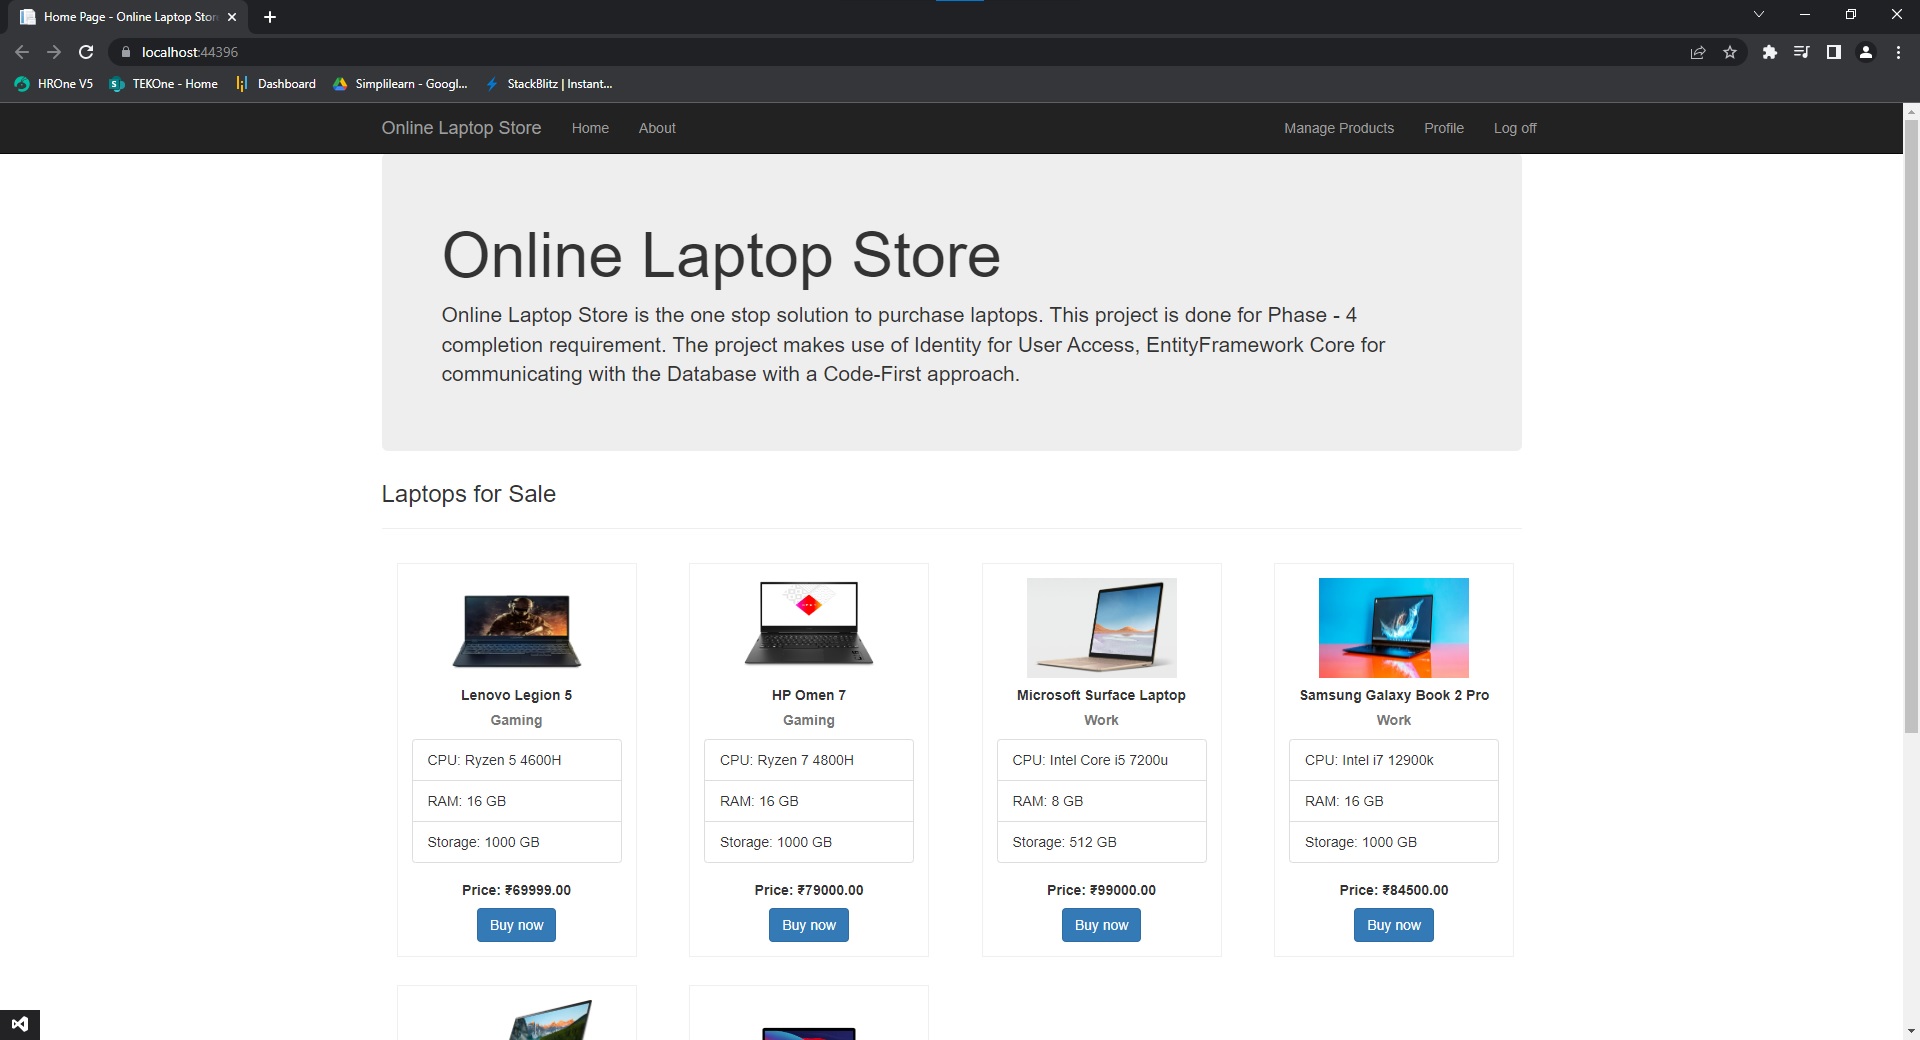 Home Page - Online Laptop Stor
localhost:44396
HROne V5
TEKOne - Home
Dashboard
Simplilearn - Googl...
StackBlitz | Instant...
Online Laptop Store
Home
About
Manage Products
Profile
Log off
Online Laptop Store
Online Laptop Store is the one stop solution to purchase laptops. This project is done for Phase - 4
completion requirement. The project makes use of Identity for User Access, EntityFramework Core for
communicating with the Database with a Code-First approach.
Laptops for Sale
Lenovo Legion 5
Gaming
CPU: Ryzen 5 4600H
RAM: 16 GB
Storage: 1000 GB
Price: ₹69999.00
Buy now
HP Omen 7
Gaming
CPU: Ryzen 7 4800H
RAM: 16 GB
Storage: 1000 GB
Price: ₹79000.00
Buy now
Microsoft Surface Laptop
Work
CPU: Intel Core i5 7200u
RAM: 8 GB
Storage: 512 GB
Price: ₹99000.00
Buy now
Samsung Galaxy Book 2 Pro
Work
CPU: Intel i7 12900k
RAM: 16 GB
Storage: 1000 GB
Price: ₹84500.00
Buy now